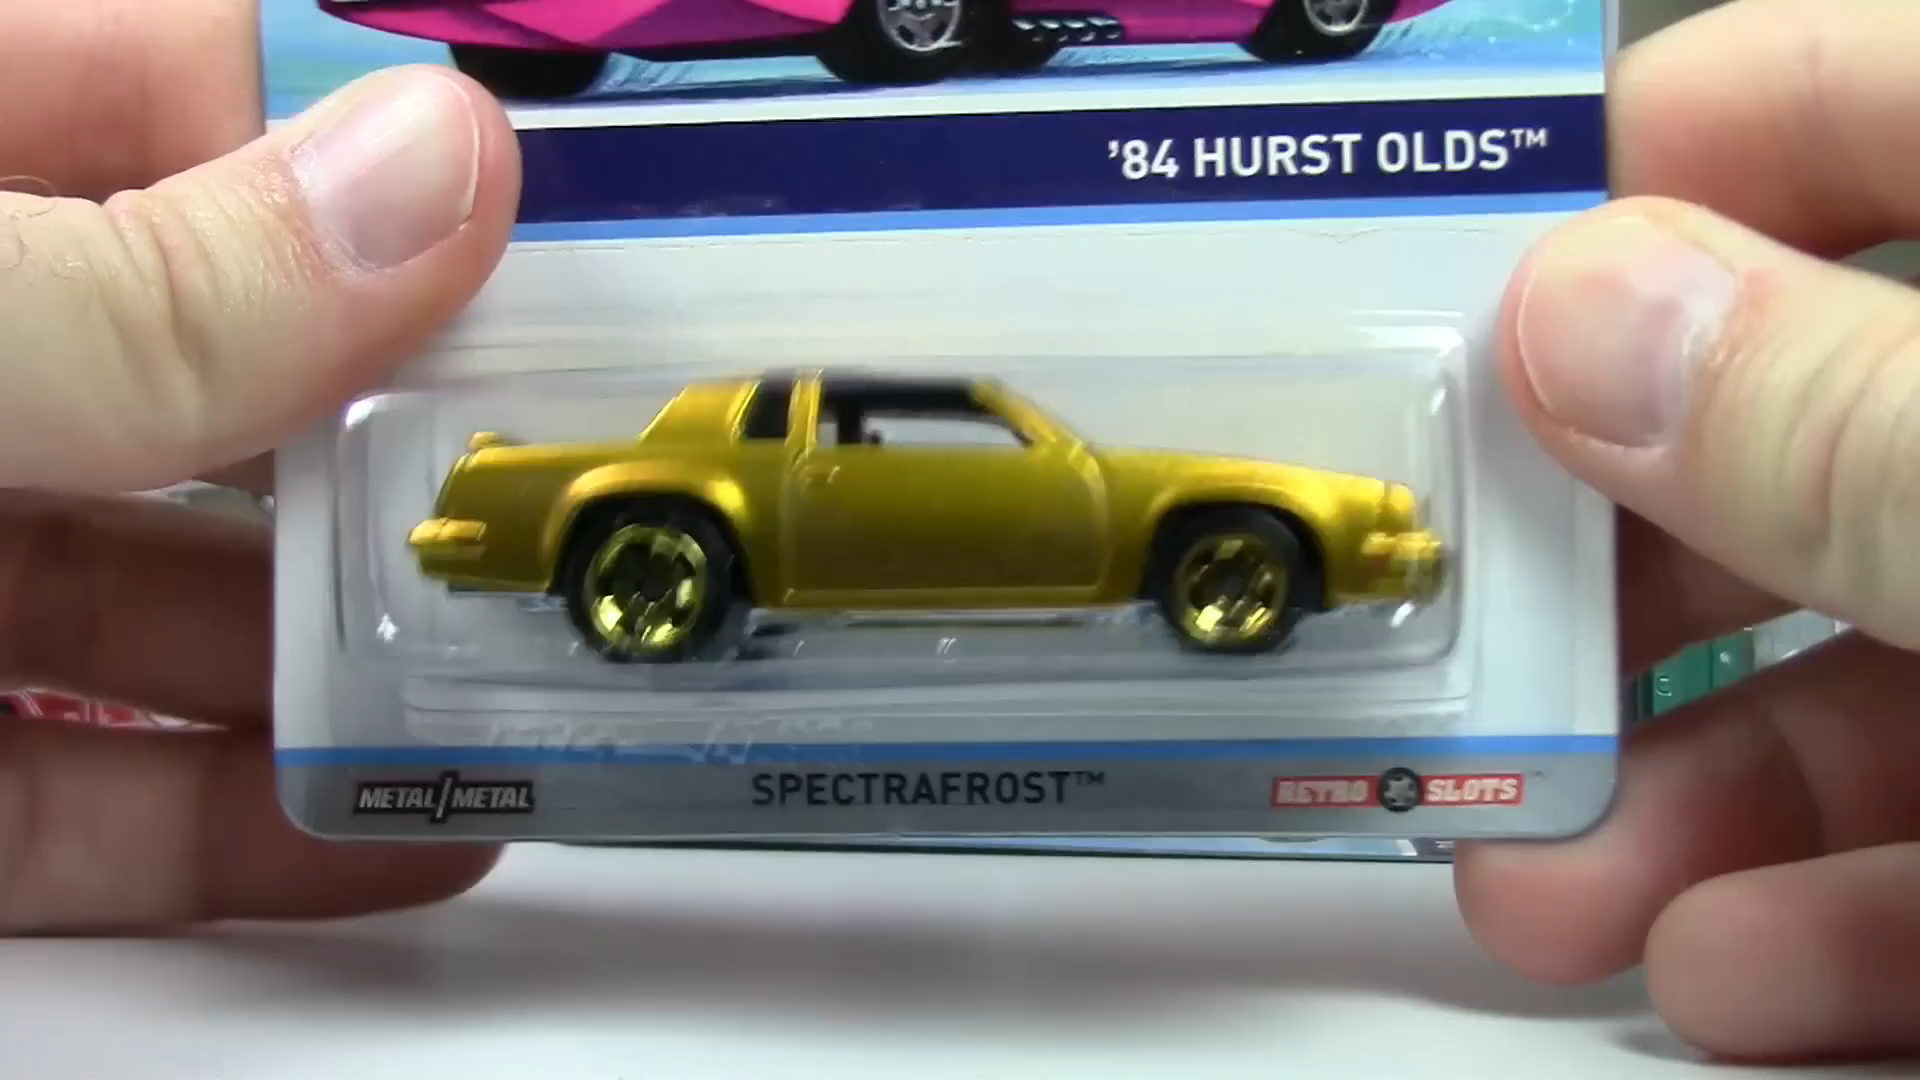 '84 HURST OLDS™
METAL/METAL
SPECTRAFROST™
RETRO SLOTS